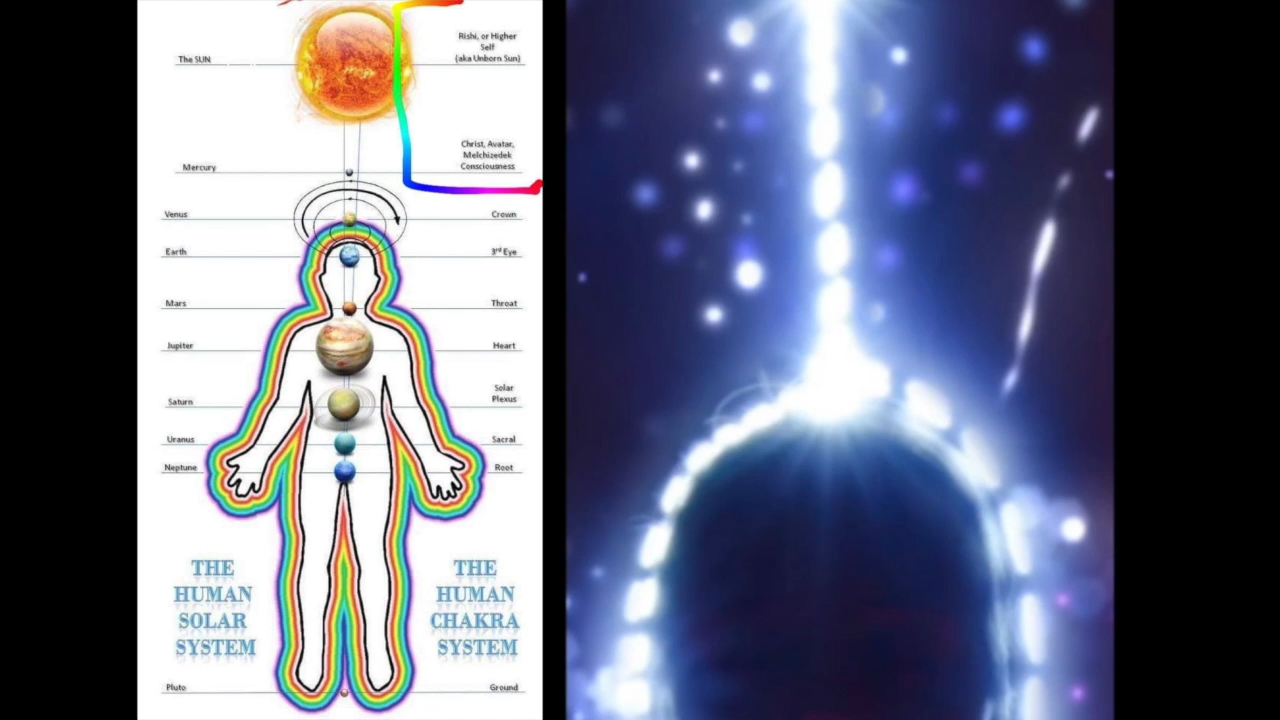 The SUN
Rishi, or Higher
Self
(aka Unborn Sun)
Mercury
Christ, Avatar,
Melchizedek
Consciousness
Venus
Crown
Earth
3rd Eye
Mars
Throat
Jupiter
Heart
Saturn
Solar
Plexus
Uranus
Sacral
Neptune
Root
THE
HUMAN
SOLAR
SYSTEM
THE
HUMAN
CHAKRA
SYSTEM
Pluto
Ground